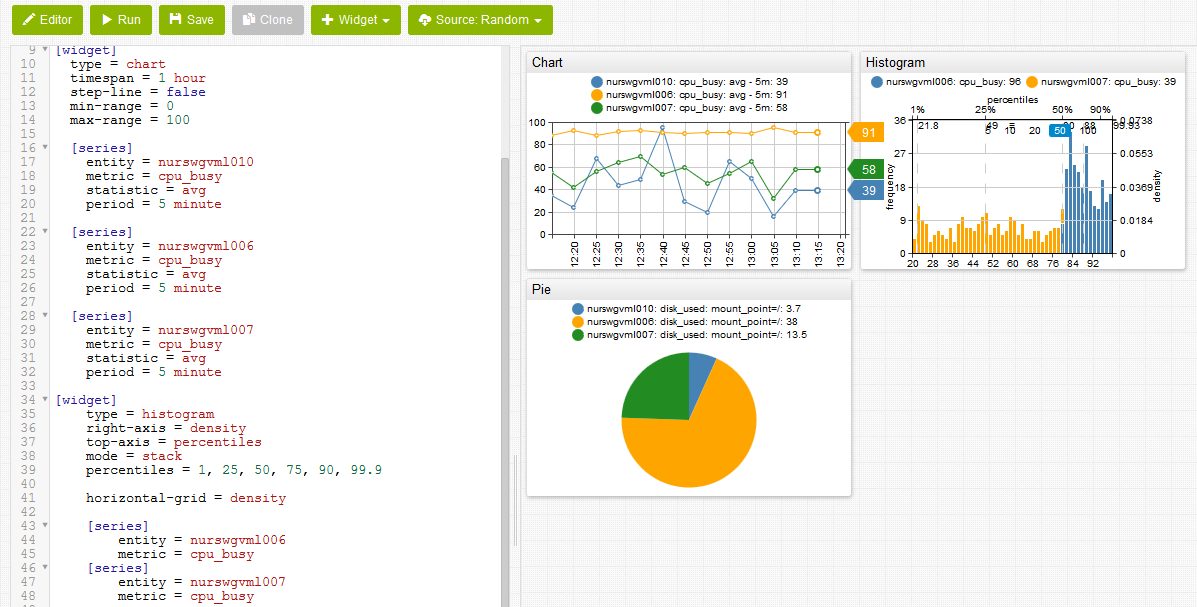 Editor Run Save Clone Widget Source: Random
9 [widget]
10 type = chart
11 timespan = 1 hour
12 step-line = false
13 min-range = 0
14 max-range = 100
15
16 [series]
17 entity = nurswgvml010
18 metric = cpu_busy
19 statistic = avg
20 period = 5 minute
21
22 [series]
23 entity = nurswgvml006
24 metric = cpu_busy
25 statistic = avg
26 period = 5 minute
27
28 [series]
29 entity = nurswgvml007
30 metric = cpu_busy
31 statistic = avg
32 period = 5 minute
33
34 [widget]
35 type = histogram
36 right-axis = density
37 top-axis = percentiles
38 mode = stack
39 percentiles = 1, 25, 50, 75, 90, 99.9
40
41 horizontal-grid = density
42
43 [series]
44 entity = nurswgvml006
45 metric = cpu_busy
46 [series]
47 entity = nurswgvml007
48 metric = cpu_busy
Chart
nurswgvml010: cpu_busy: avg - 5m: 39
nurswgvml006: cpu_busy: avg - 5m: 91
nurswgvml007: cpu_busy: avg - 5m: 58
100
80
60
40
20
0
91
58
39
12:20 12:25 12:30 12:35 12:40 12:45 12:50 12:55 13:00 13:05 13:10 13:15 13:20
Histogram
nurswgvml006: cpu_busy: 96 nurswgvml007: cpu_busy: 39
percentiles
1% 25% 50% 90%
21.8 49 88 99.93
5 10 20 50 100
36
27
18
9
0
frequency
0.0738
0.0553
0.0369
0.0184
0
density
20 28 36 44 52 60 68 76 84 92
Pie
nurswgvml010: disk_used: mount_point=/: 3.7
nurswgvml006: disk_used: mount_point=/: 38
nurswgvml007: disk_used: mount_point=/: 13.5